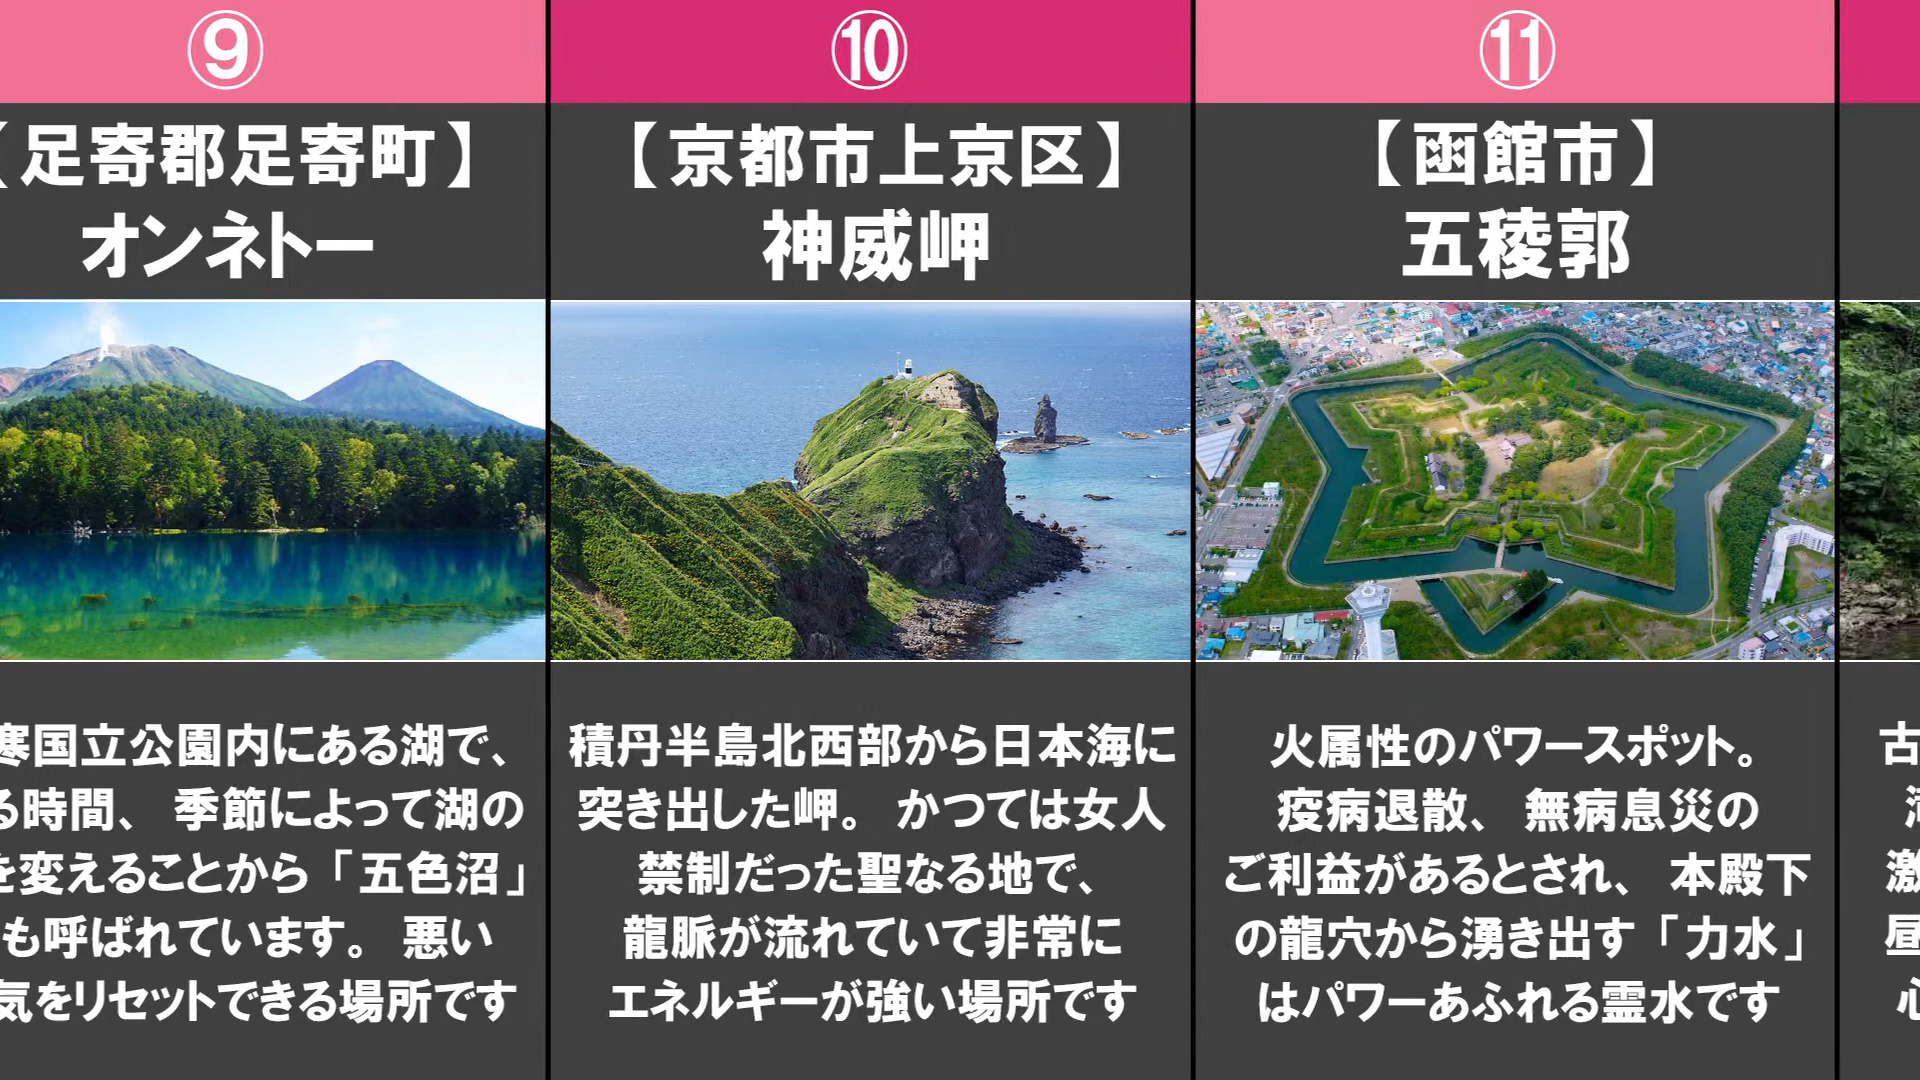 ⑨
【足寄郡足寄町】
オンネトー
寒国立公園内にある湖で、
る時間、季節によって湖の
を変えることから「五色沼」
も呼ばれています。悪い
気をリセットできる場所です
⑩
【京都市上京区】
神威岬
積丹半島北西部から日本海に
突き出した岬。かつては女人
禁制だった聖なる地で、
龍脈が流れていて非常に
エネルギーが強い場所です
⑪
【函館市】
五稜郭
火属性のパワースポット。
疫病退散、無病息災の
ご利益があるとされ、本殿下
の龍穴から湧き出す「力水」
はパワーあふれる霊水です
古
激
昼
心